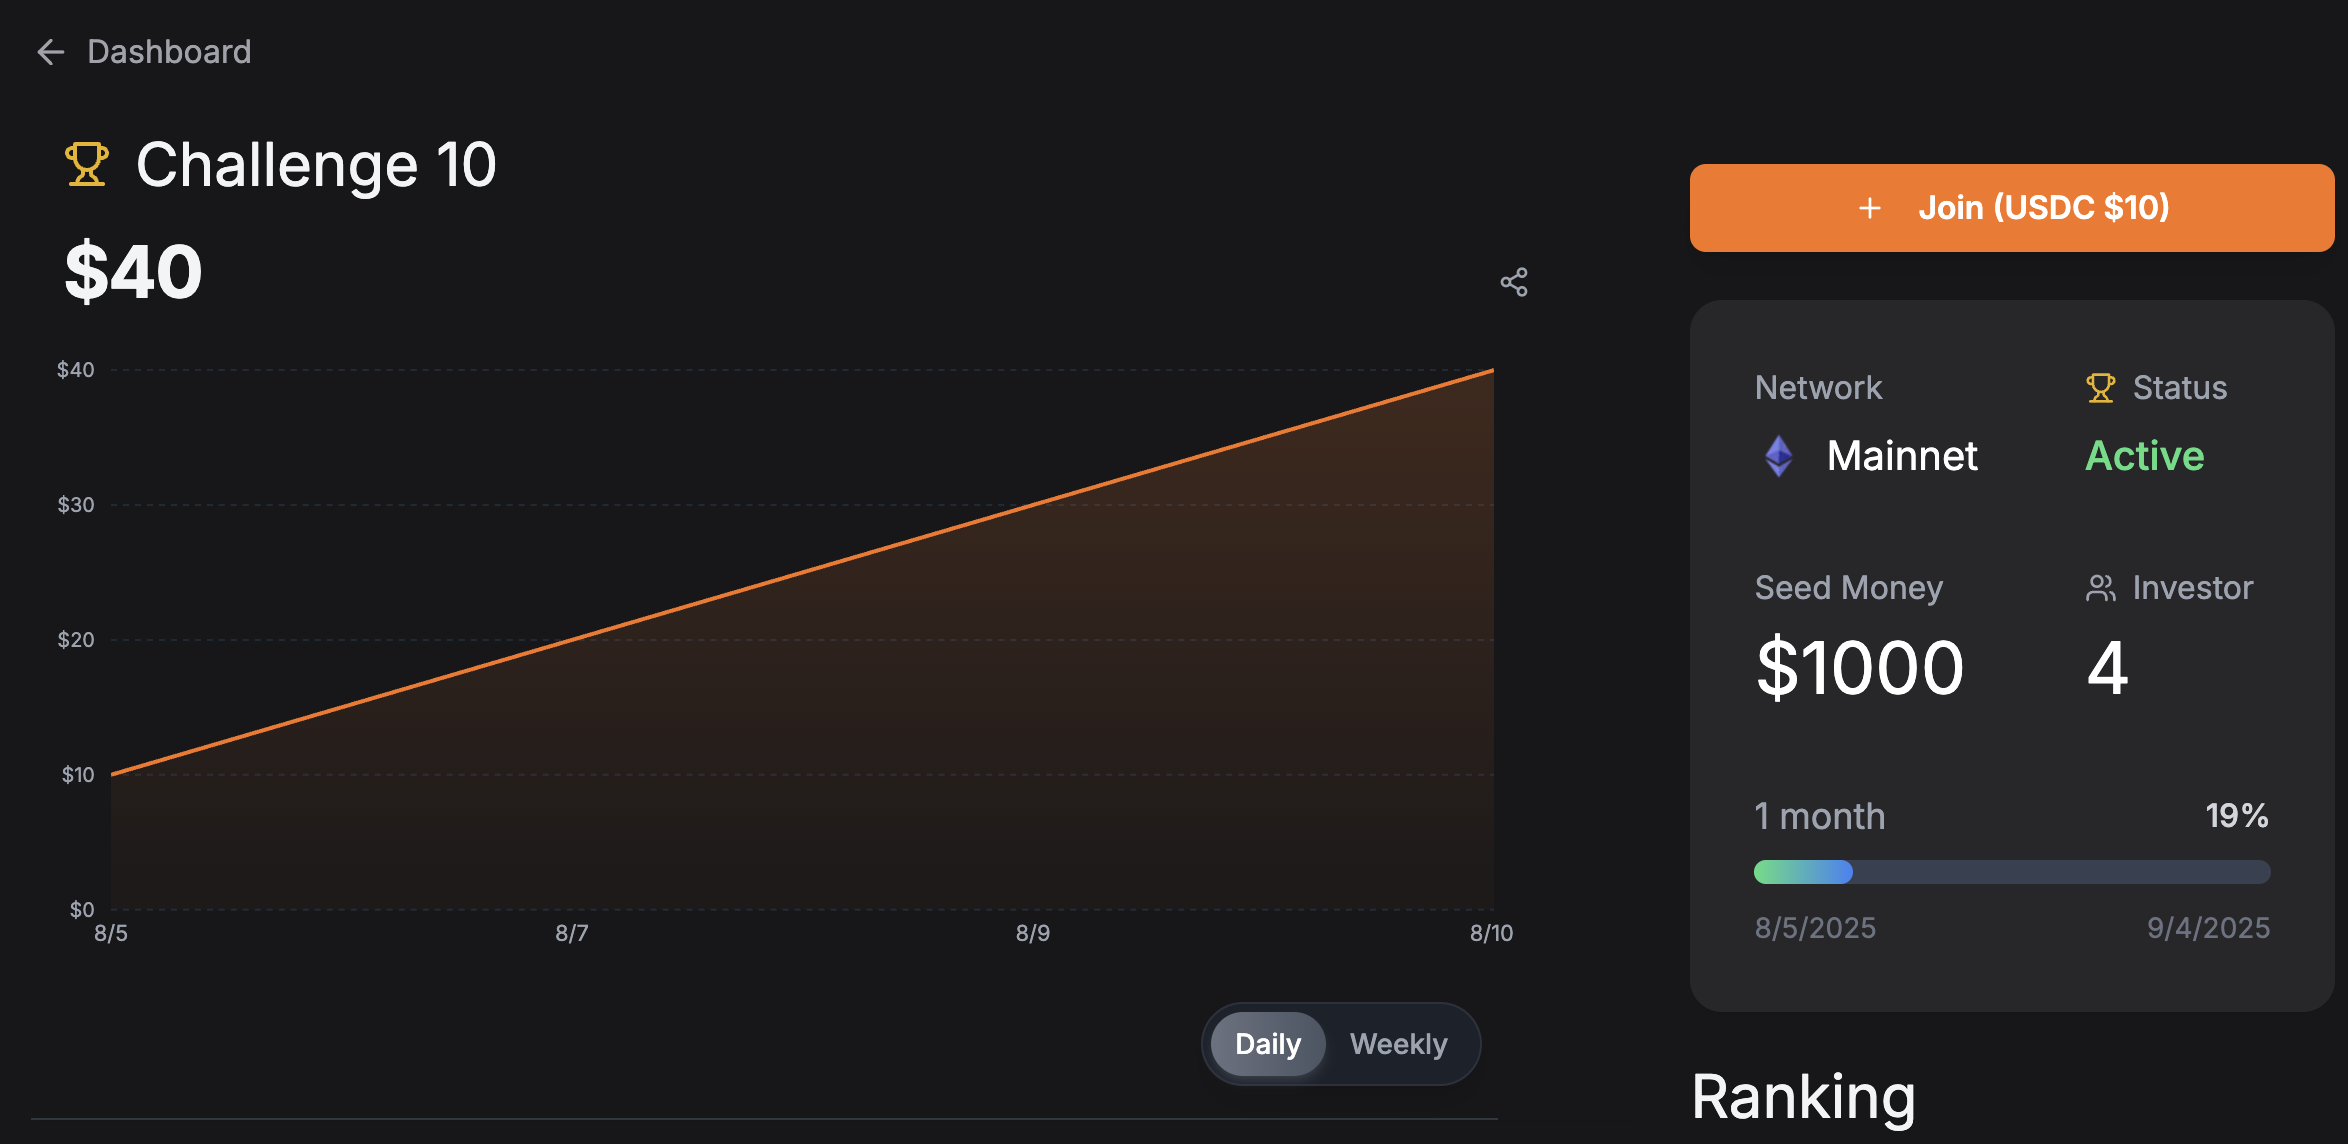 Dashboard
Challenge 10
$40
$40
$30
$20
$10
$0
8/5
8/7
8/9
8/10
Daily
Weekly
Join (USDC $10)
Network
Status
Mainnet
Active
Seed Money
Investor
$1000
4
1 month
19%
8/5/2025
9/4/2025
Ranking